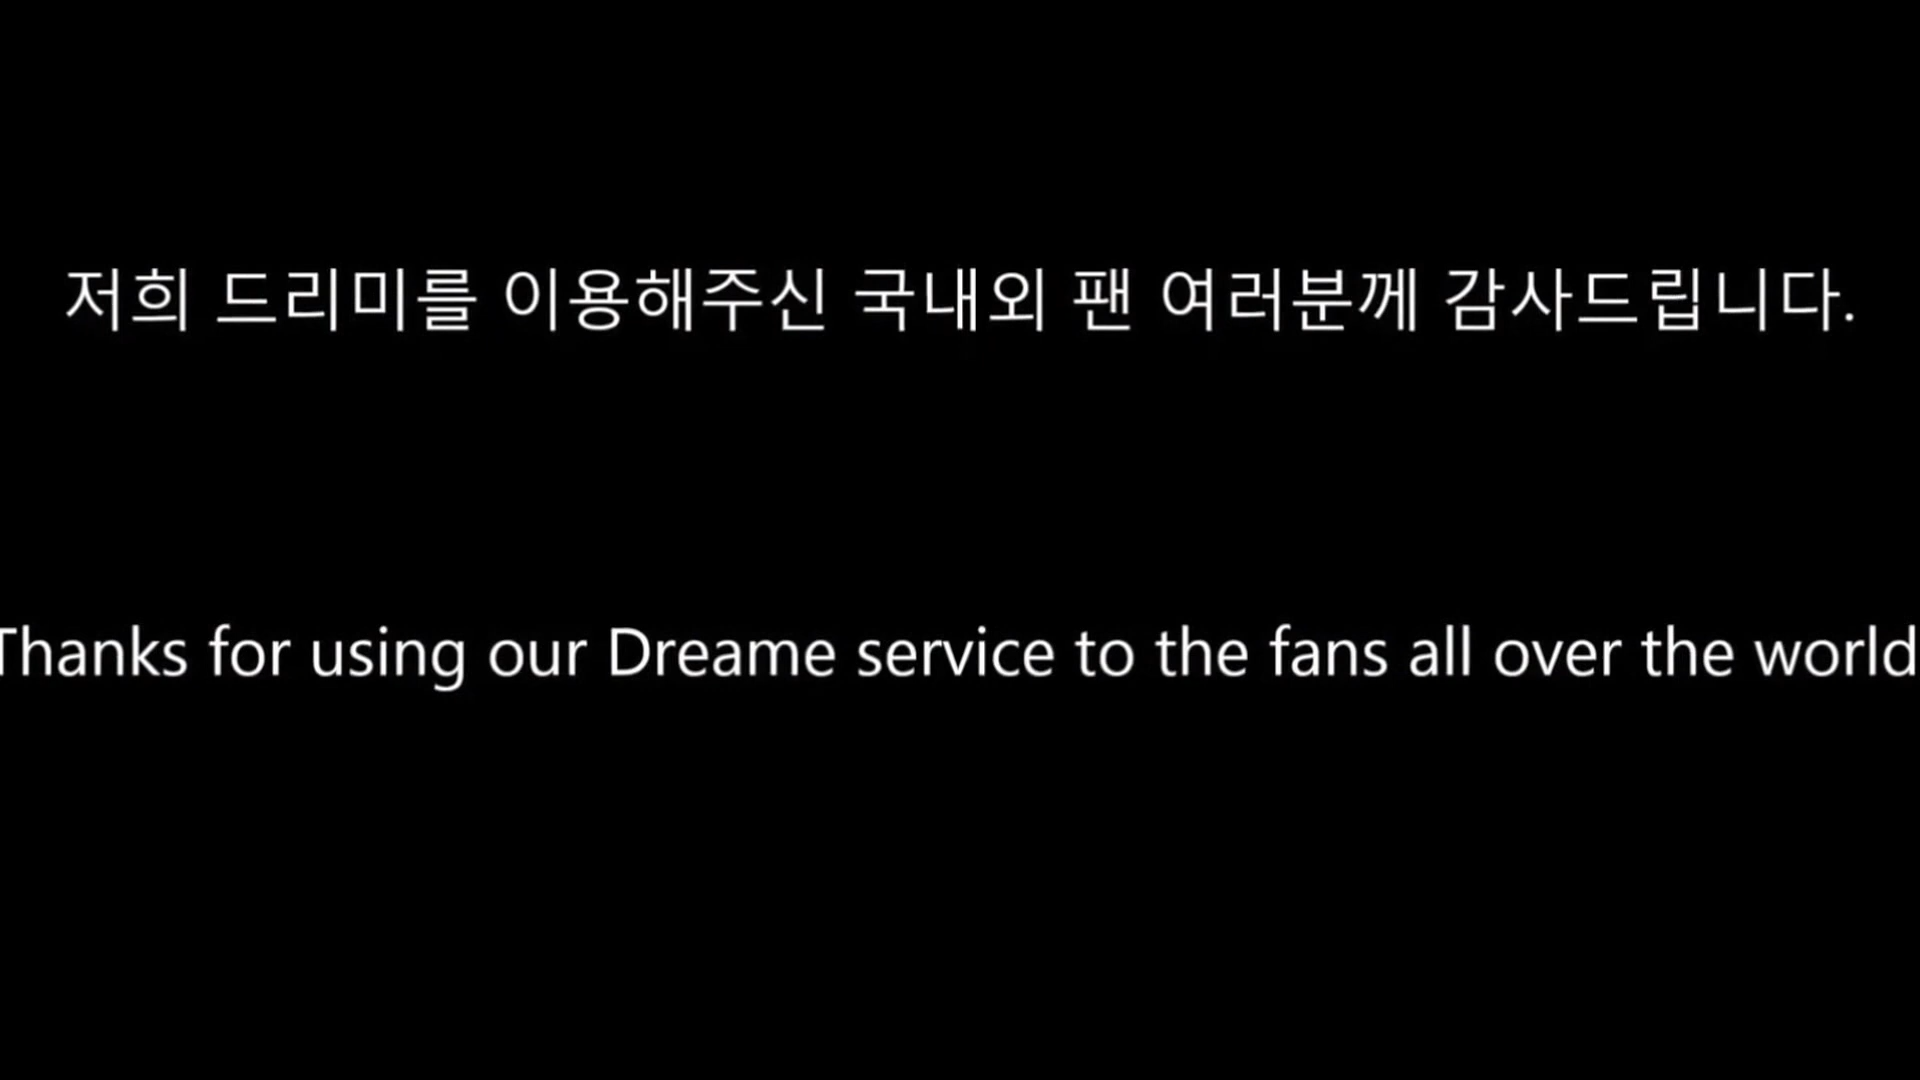 저희 드리미를 이용해주신 국내외 팬 여러분께 감사드립니다.
Thanks for using our Dreame service to the fans all over the world